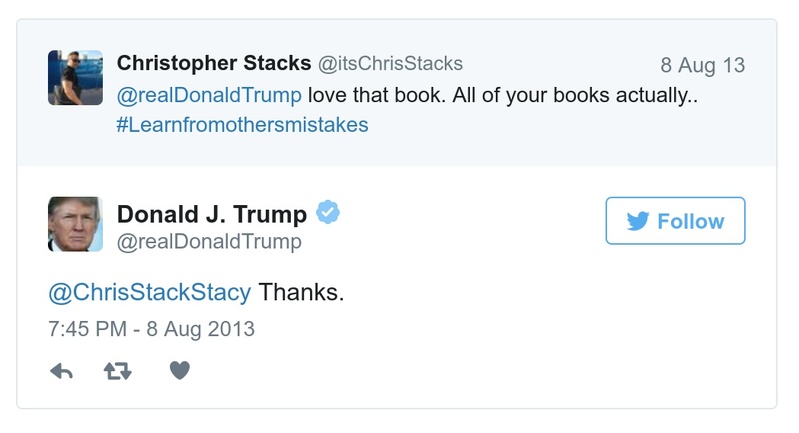 Christopher Stacks @itsChrisStacks 8 Aug 13
@realDonaldTrump love that book. All of your books actually..
#Learnfromothersmistakes
Donald J. Trump
@realDonaldTrump
Follow
@ChrisStackStacy Thanks.
7:45 PM - 8 Aug 2013